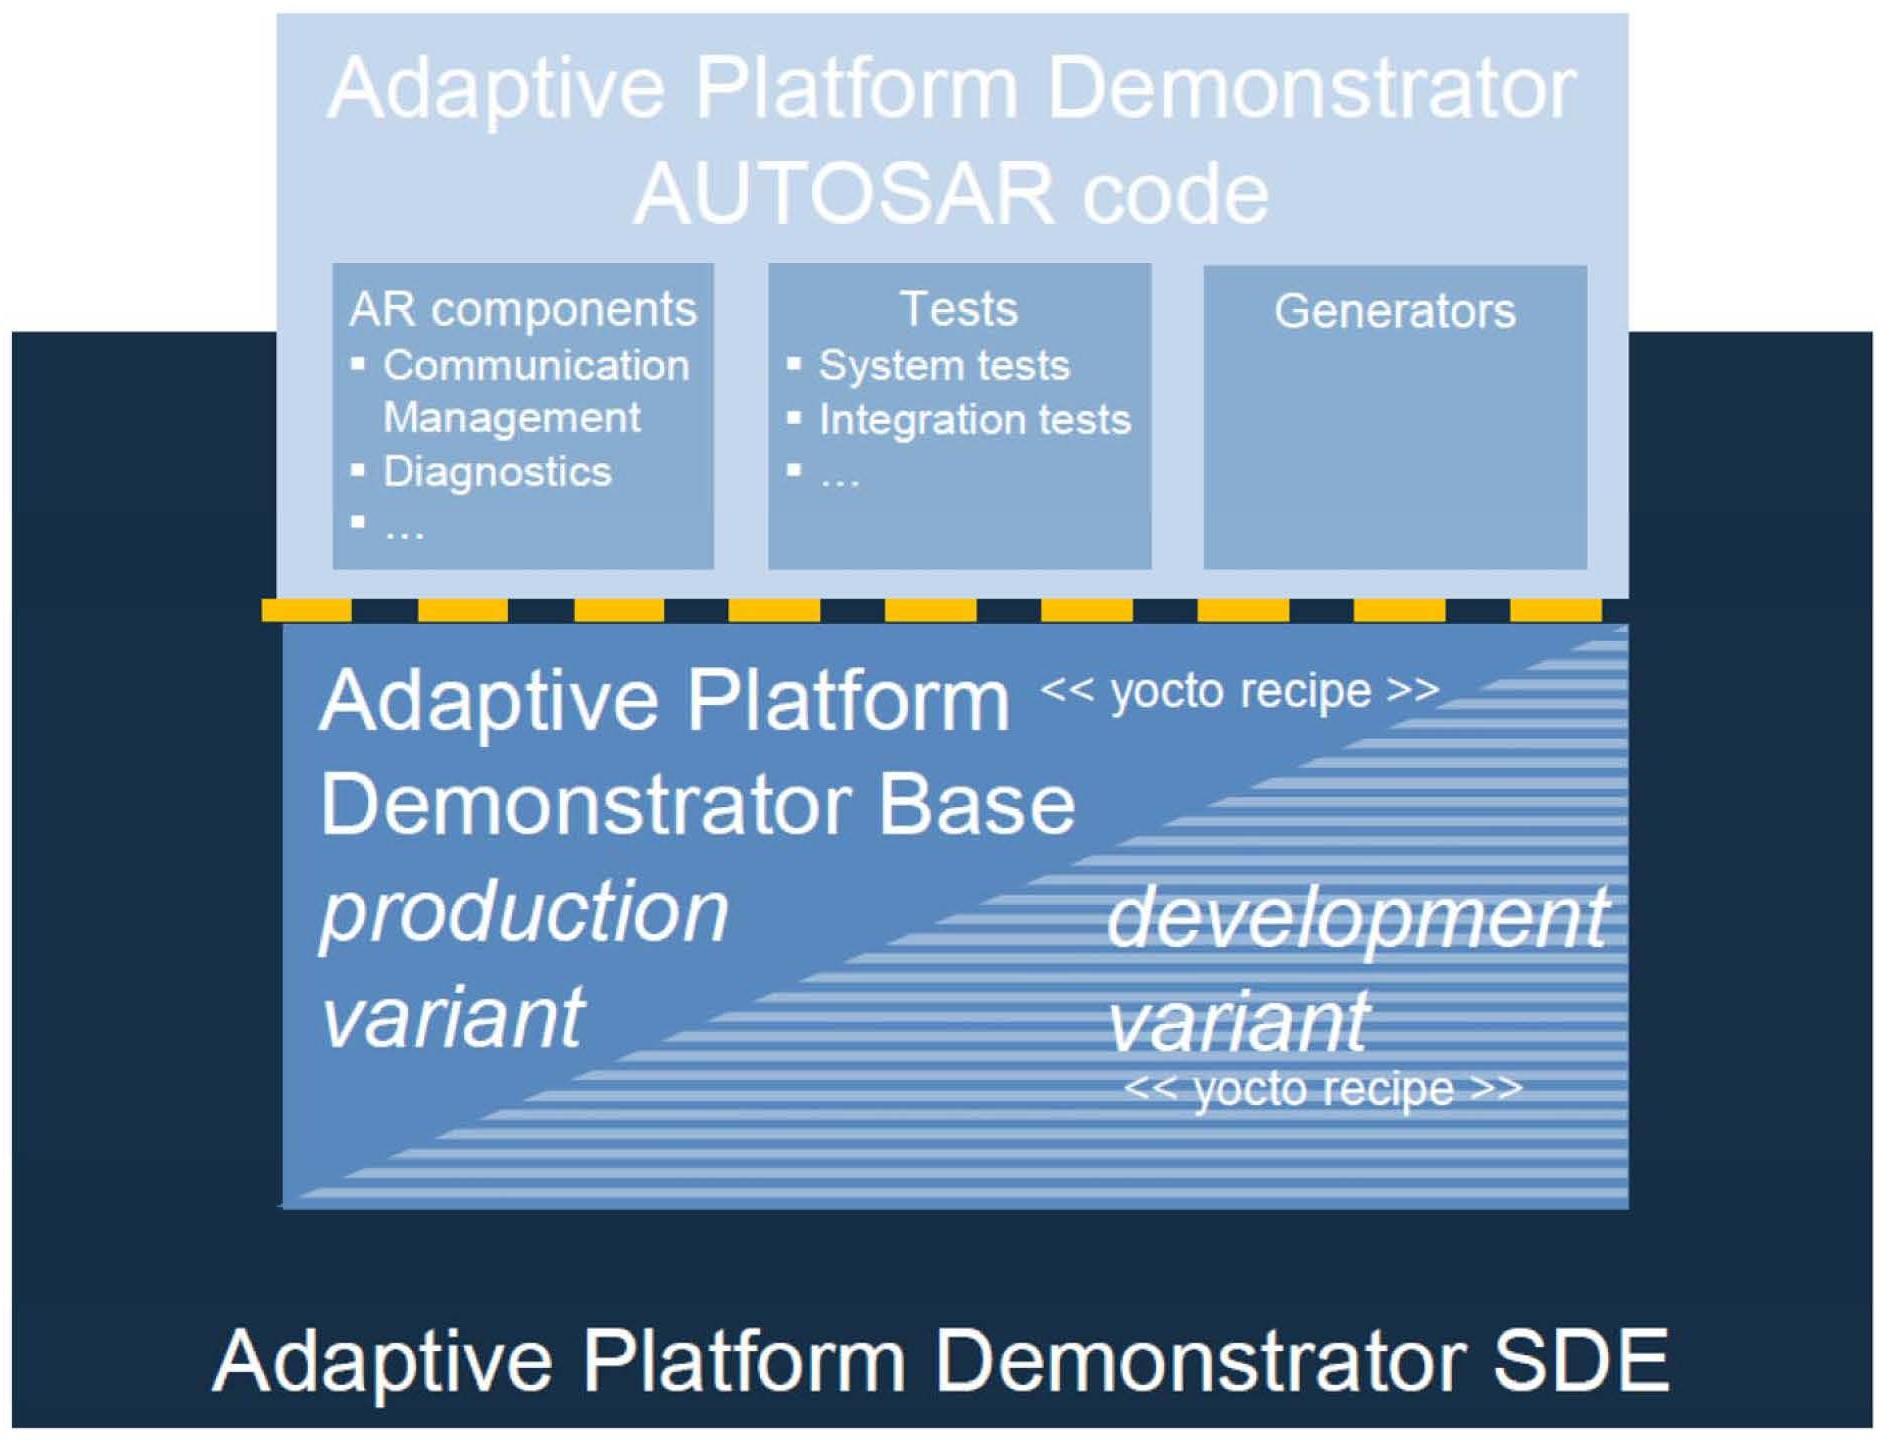 Adaptive Platform Demonstrator
AUTOSAR code
AR components
▪ Communication
Management
▪ Diagnostics
▪ ...
Tests
▪ System tests
▪ Integration tests
▪ ...
Generators
Adaptive Platform << yocto recipe >>
Demonstrator Base
production
variant
development
variant
<< yocto recipe >>
Adaptive Platform Demonstrator SDE